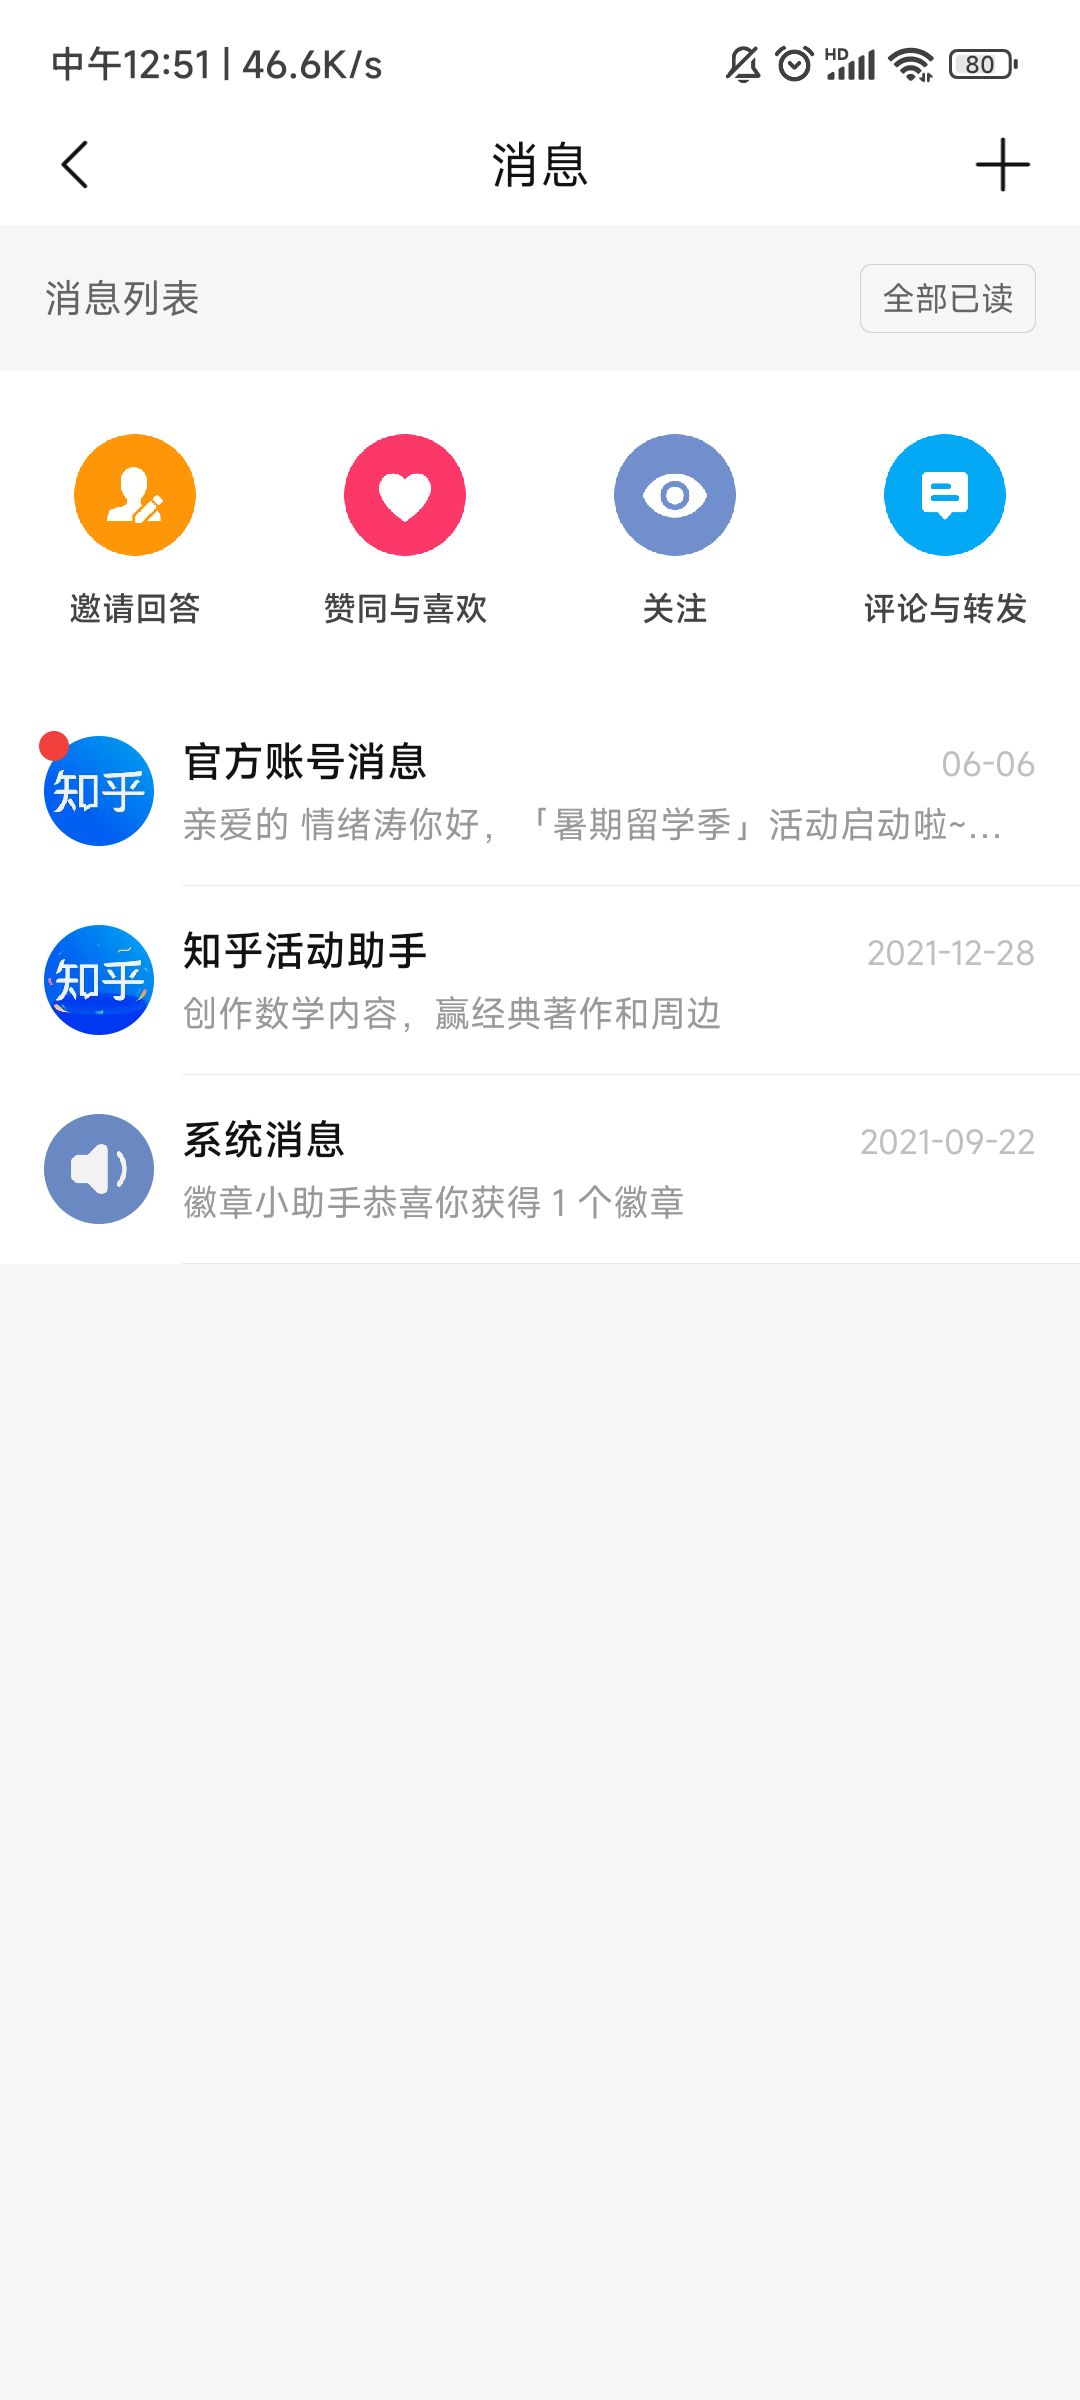 中午12:51 | 46.6K/s HD 80
消息
消息列表 全部已读
邀请回答 赞同与喜欢 关注 评论与转发
知乎
官方账号消息 06-06
亲爱的 情绪涛你好，「暑期留学季」活动启动啦~...
知乎
知乎活动助手 2021-12-28
创作数学内容，赢经典著作和周边
系统消息 2021-09-22
徽章小助手恭喜你获得 1 个徽章